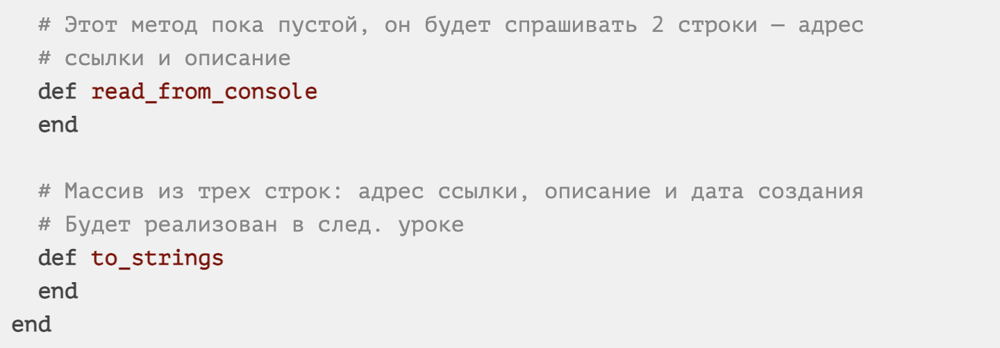 # Этот метод пока пустой, он будет спрашивать 2 строки — адрес
# ссылки и описание
def read_from_console
end
# Массив из трех строк: адрес ссылки, описание и дата создания
# Будет реализован в след. уроке
def to_strings
end
end